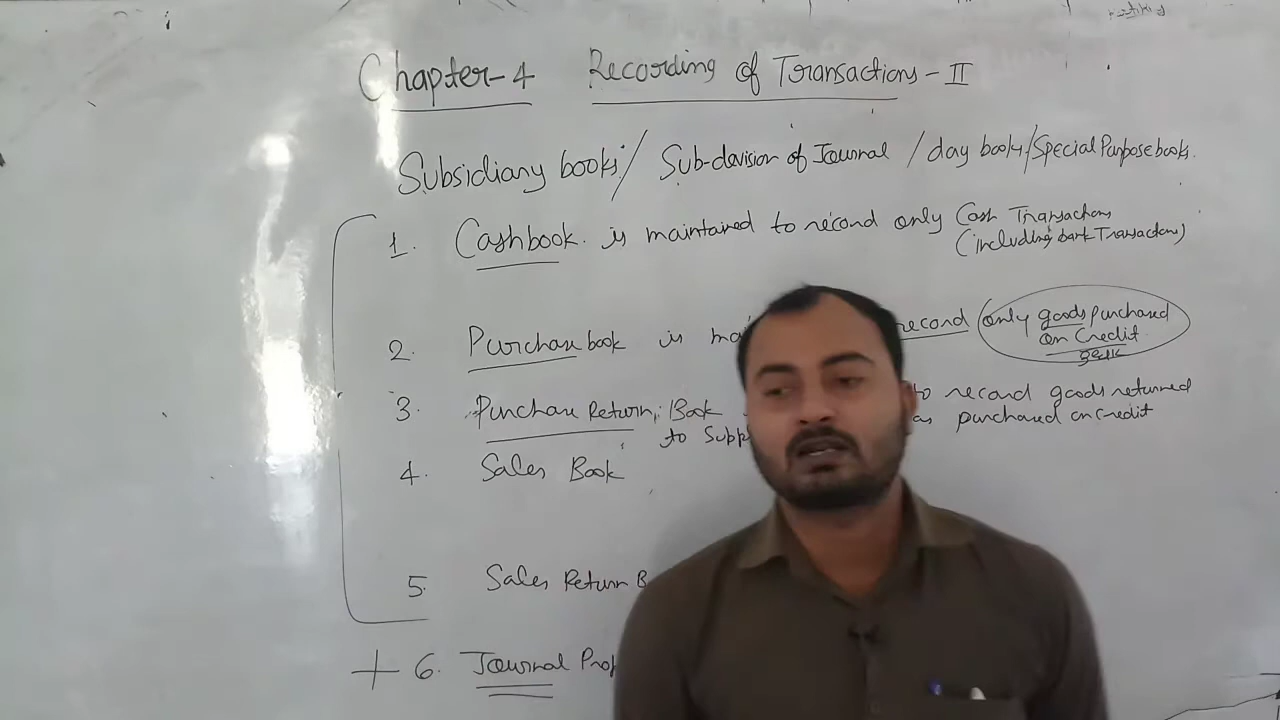 Chapter-4 Recording of Transactions - II
Subsidiary books / Sub-division of Journal / day books / Special Purpose books.
1. Cashbook is maintained to record only Cash Transactions
(including bank Transactions)
2. Purchase book is mai record only goods purchased
on Credit
3. Purchase Return Book to record goods returned
to Supp as purchased on Credit
4. Sales Book
5. Sales Return B
+ 6. Journal Prop